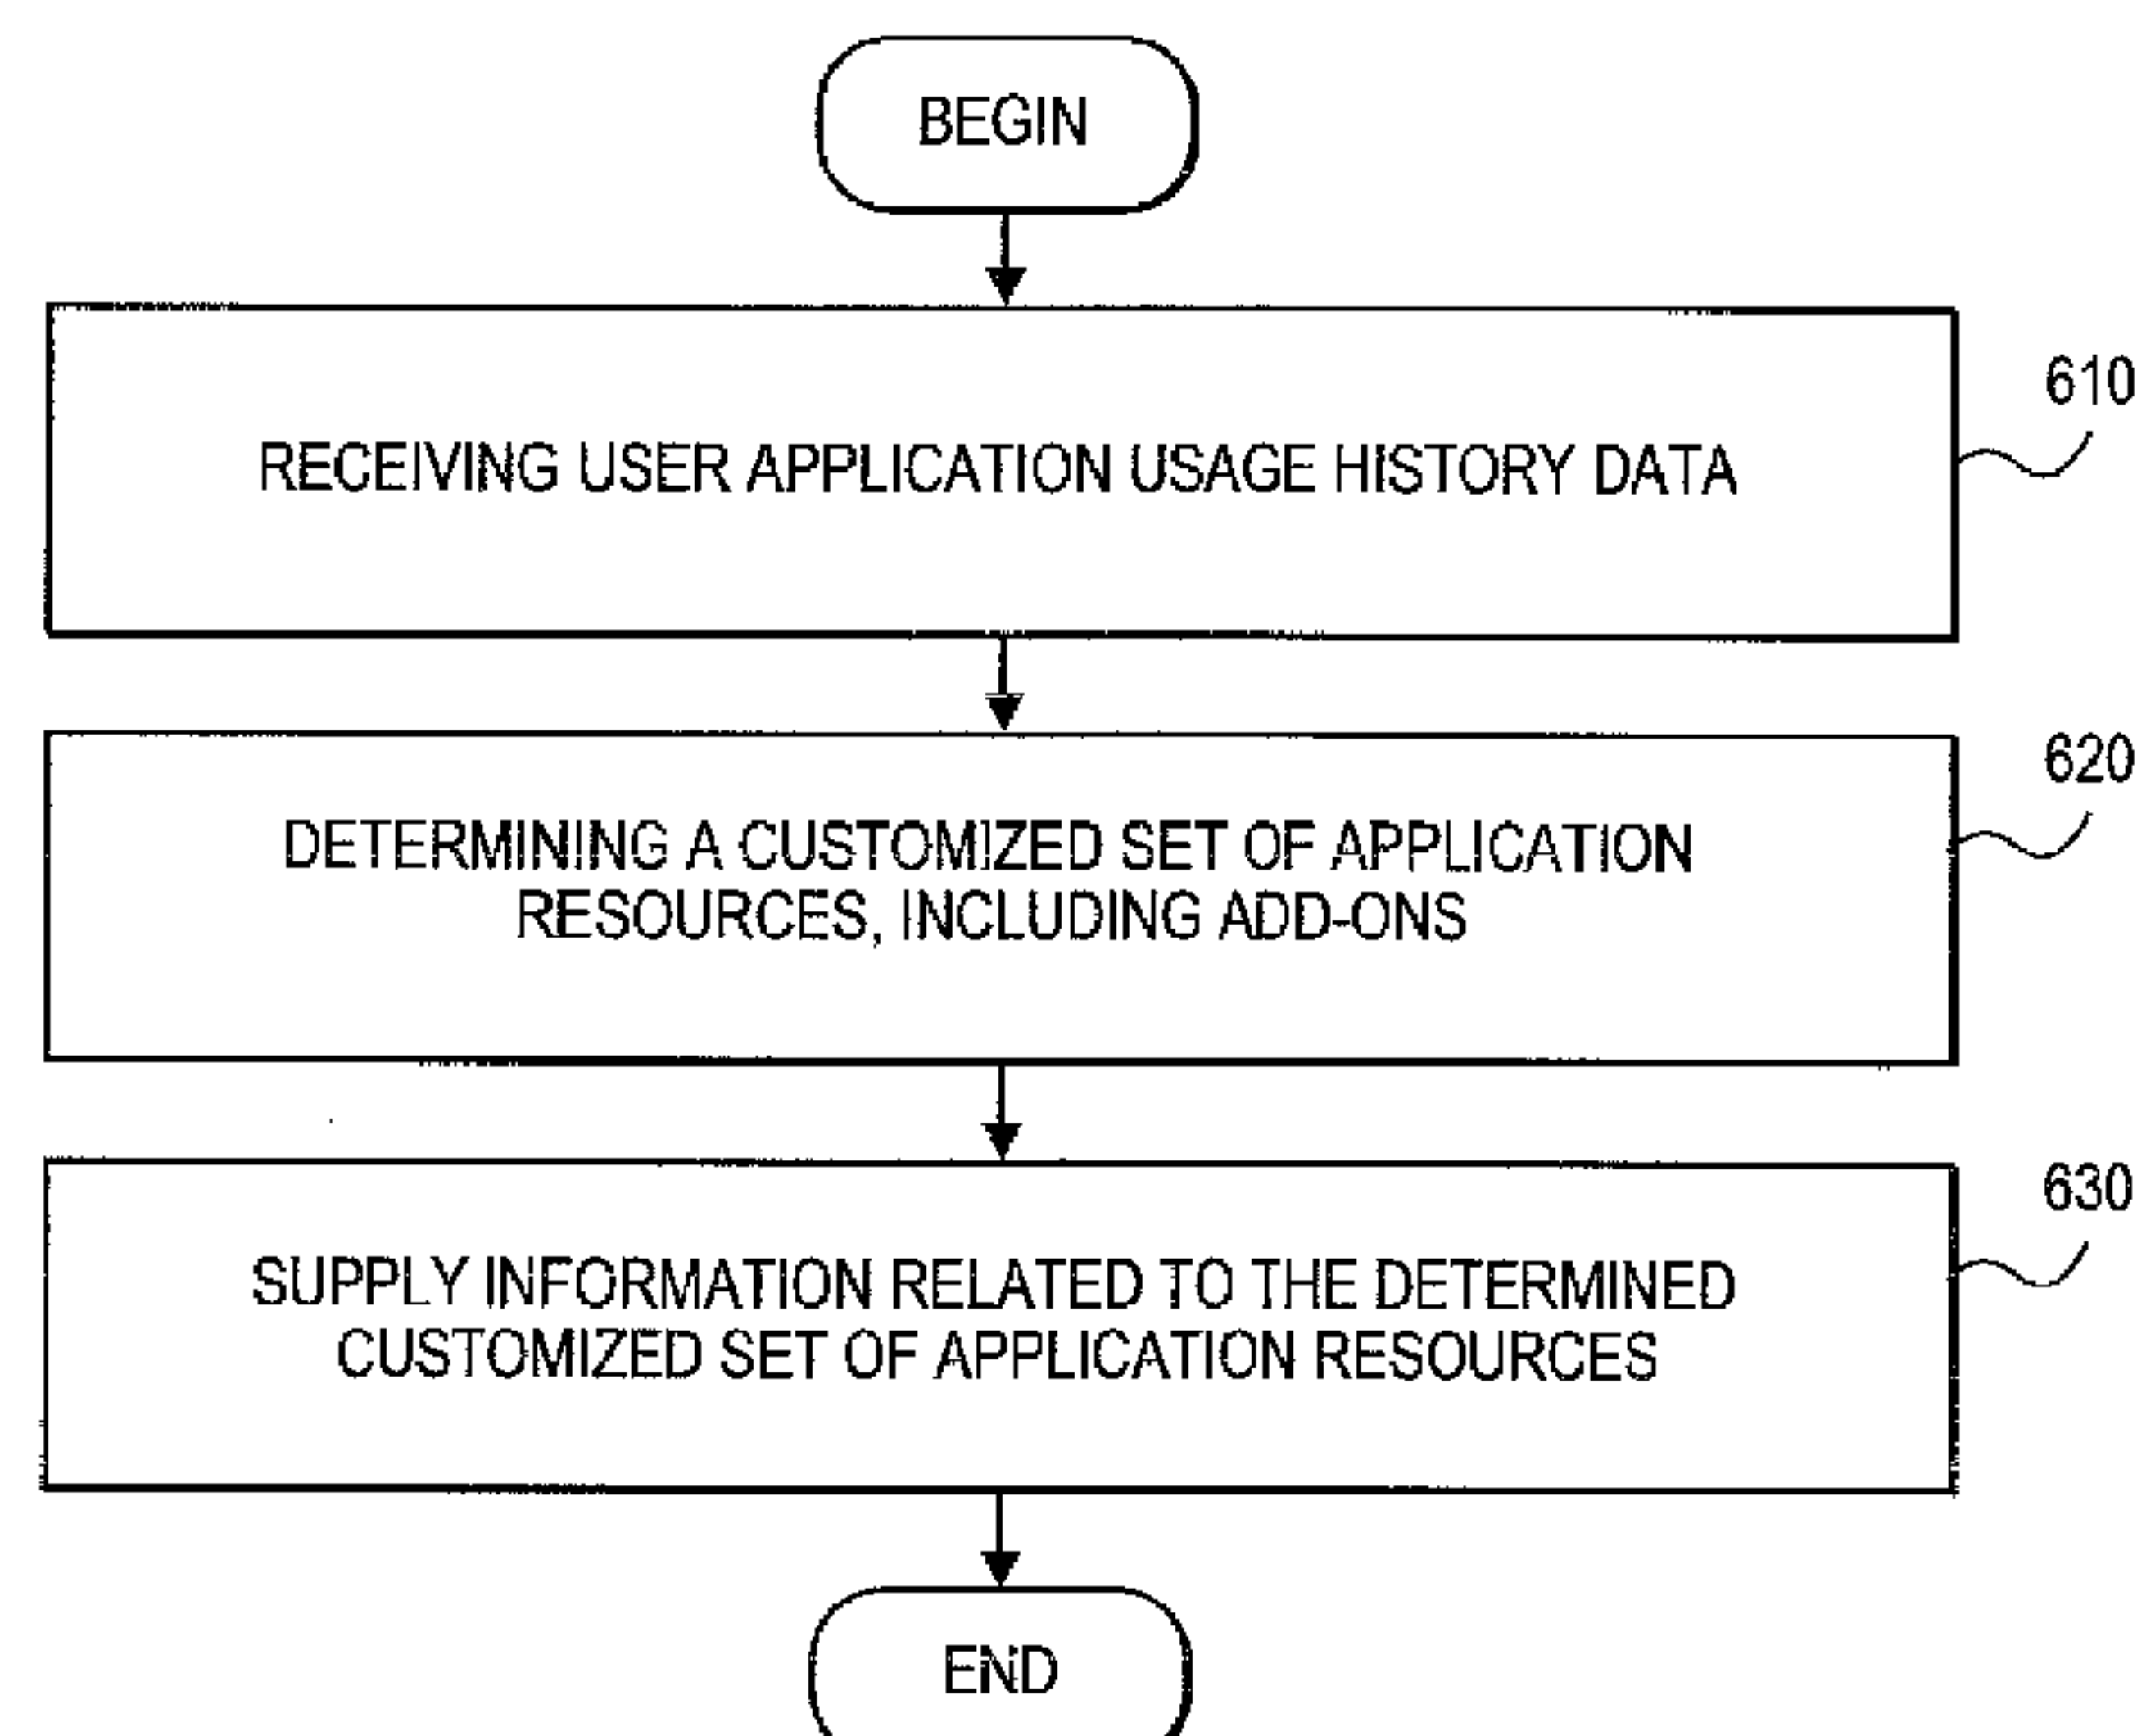 BEGIN
RECEIVING USER APPLICATION USAGE HISTORY DATA
610
DETERMINING A CUSTOMIZED SET OF APPLICATION
RESOURCES, INCLUDING ADD-ONS
620
SUPPLY INFORMATION RELATED TO THE DETERMINED
CUSTOMIZED SET OF APPLICATION RESOURCES
630
END